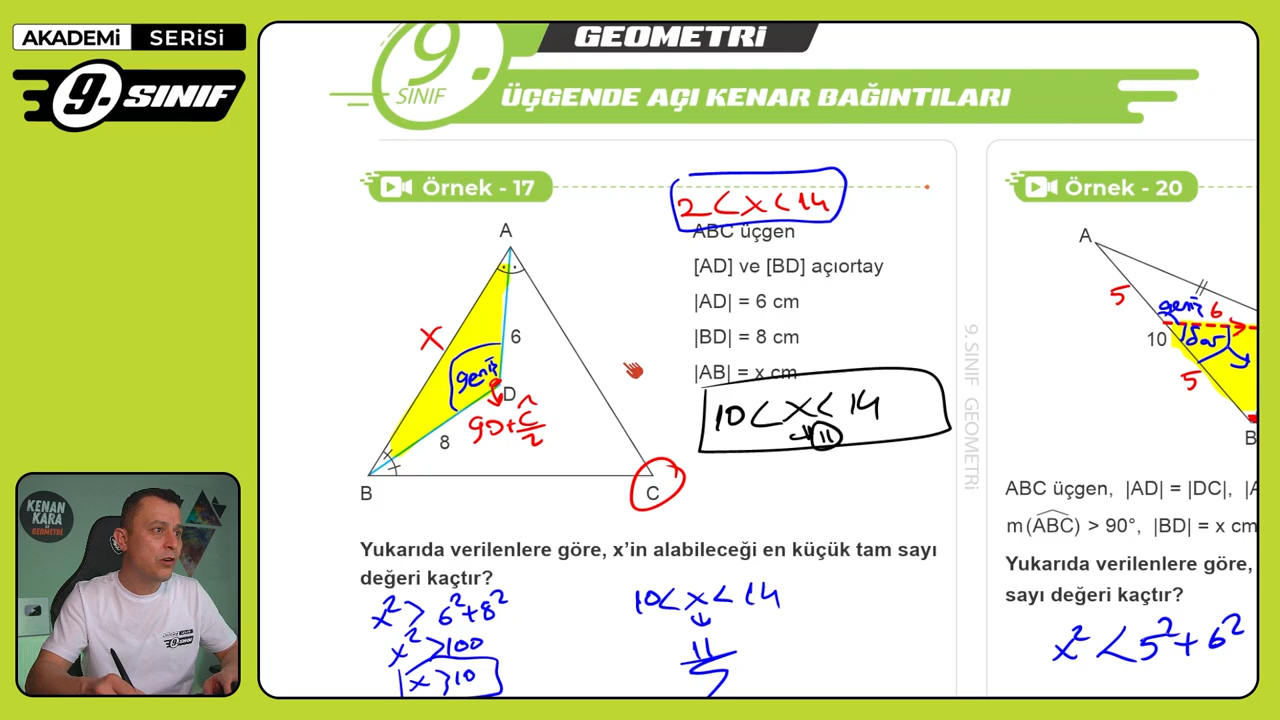 AKADEMİ SERİSİ
9. SINIF
9.
SINIF
GEOMETRİ
ÜÇGENDE AÇI KENAR BAĞINTILARI
Örnek - 17
2 < x < 14
ABC üçgen
[AD] ve [BD] açıortay
|AD| = 6 cm
|BD| = 8 cm
|AB| = x cm
10 < x < 14
11
A
x
6
geniş
D
90+Ĉ/2
8
B
C
Yukarıda verilenlere göre, x'in alabileceği en küçük tam sayı
değeri kaçtır?
x² > 6²+8²
x² > 100
x > 10
10 < x < 14
11
9. SINIF GEOMETRİ
Örnek - 20
A
5
geniş
6
10
5
B
ABC üçgen, |AD| = |DC|, |A
m(ABC) > 90°, |BD| = x cm
Yukarıda verilenlere göre,
sayı değeri kaçtır?
x² < 5²+6²
KENAN
KARA
GEOMETRİ